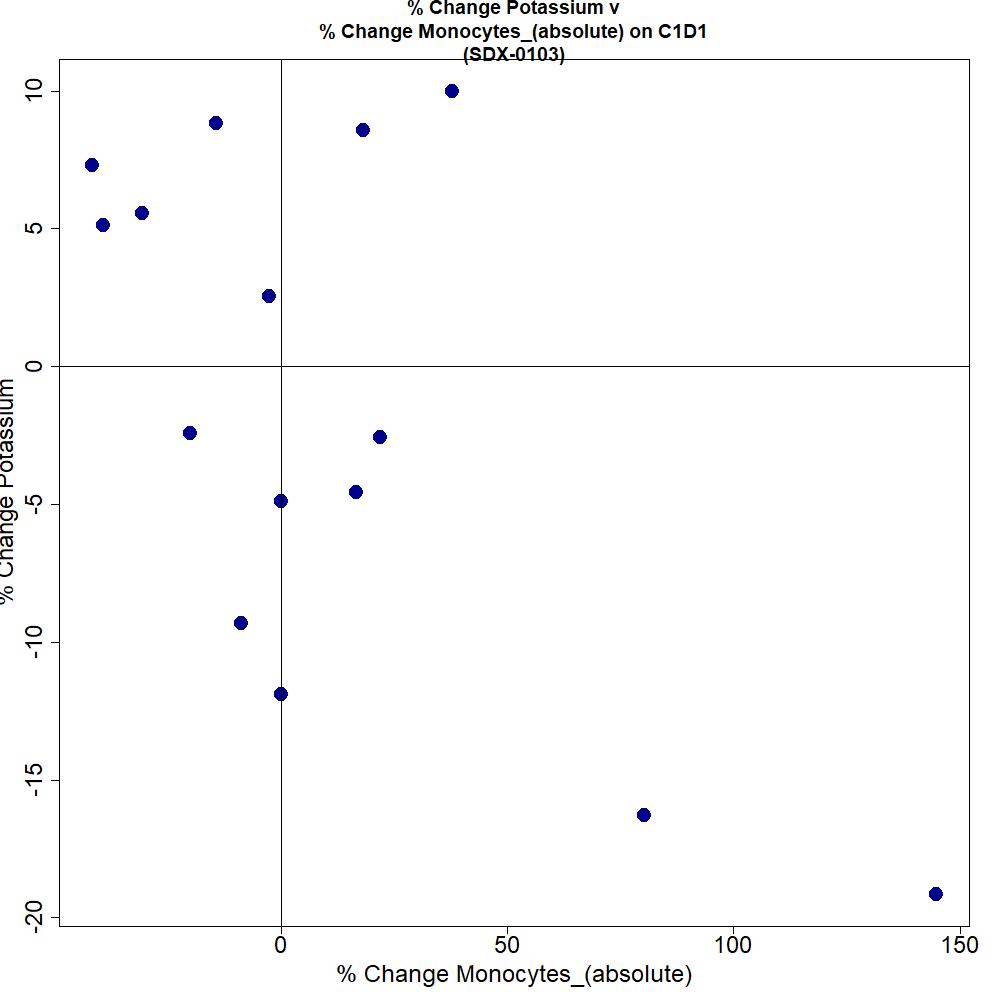 % Change Potassium v
% Change Monocytes_(absolute) on C1D1
(SDX-0103)
10
5
0
-5
-10
-15
-20
% Change Potassium
0
50
100
150
% Change Monocytes_(absolute)